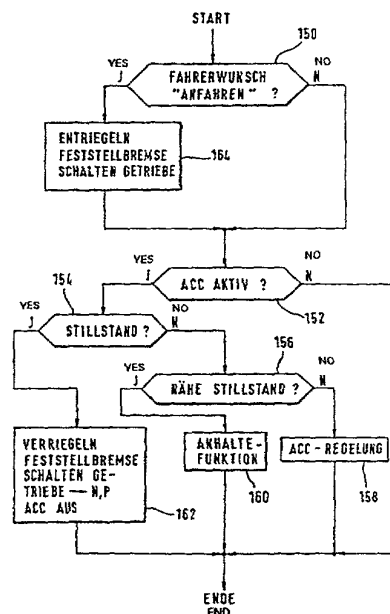 START
150
YES
J
NO
N
FAHRERWUNSCH
"ANFAHREN" ?
ENTRIEGELN
FESTSTELLBREMSE
SCHALTEN GETRIEBE
164
YES
J
NO
N
ACC AKTIV ?
152
154
YES
J
NO
N
STILLSTAND ?
156
YES
J
NO
N
NÄHE STILLSTAND ?
VERRIEGELN
FESTSTELLBREMSE
SCHALTEN GE-
TRIEBE — N,P
ACC AUS
162
ANHALTE-
FUNKTION
160
ACC-REGELUNG
158
ENDE
END